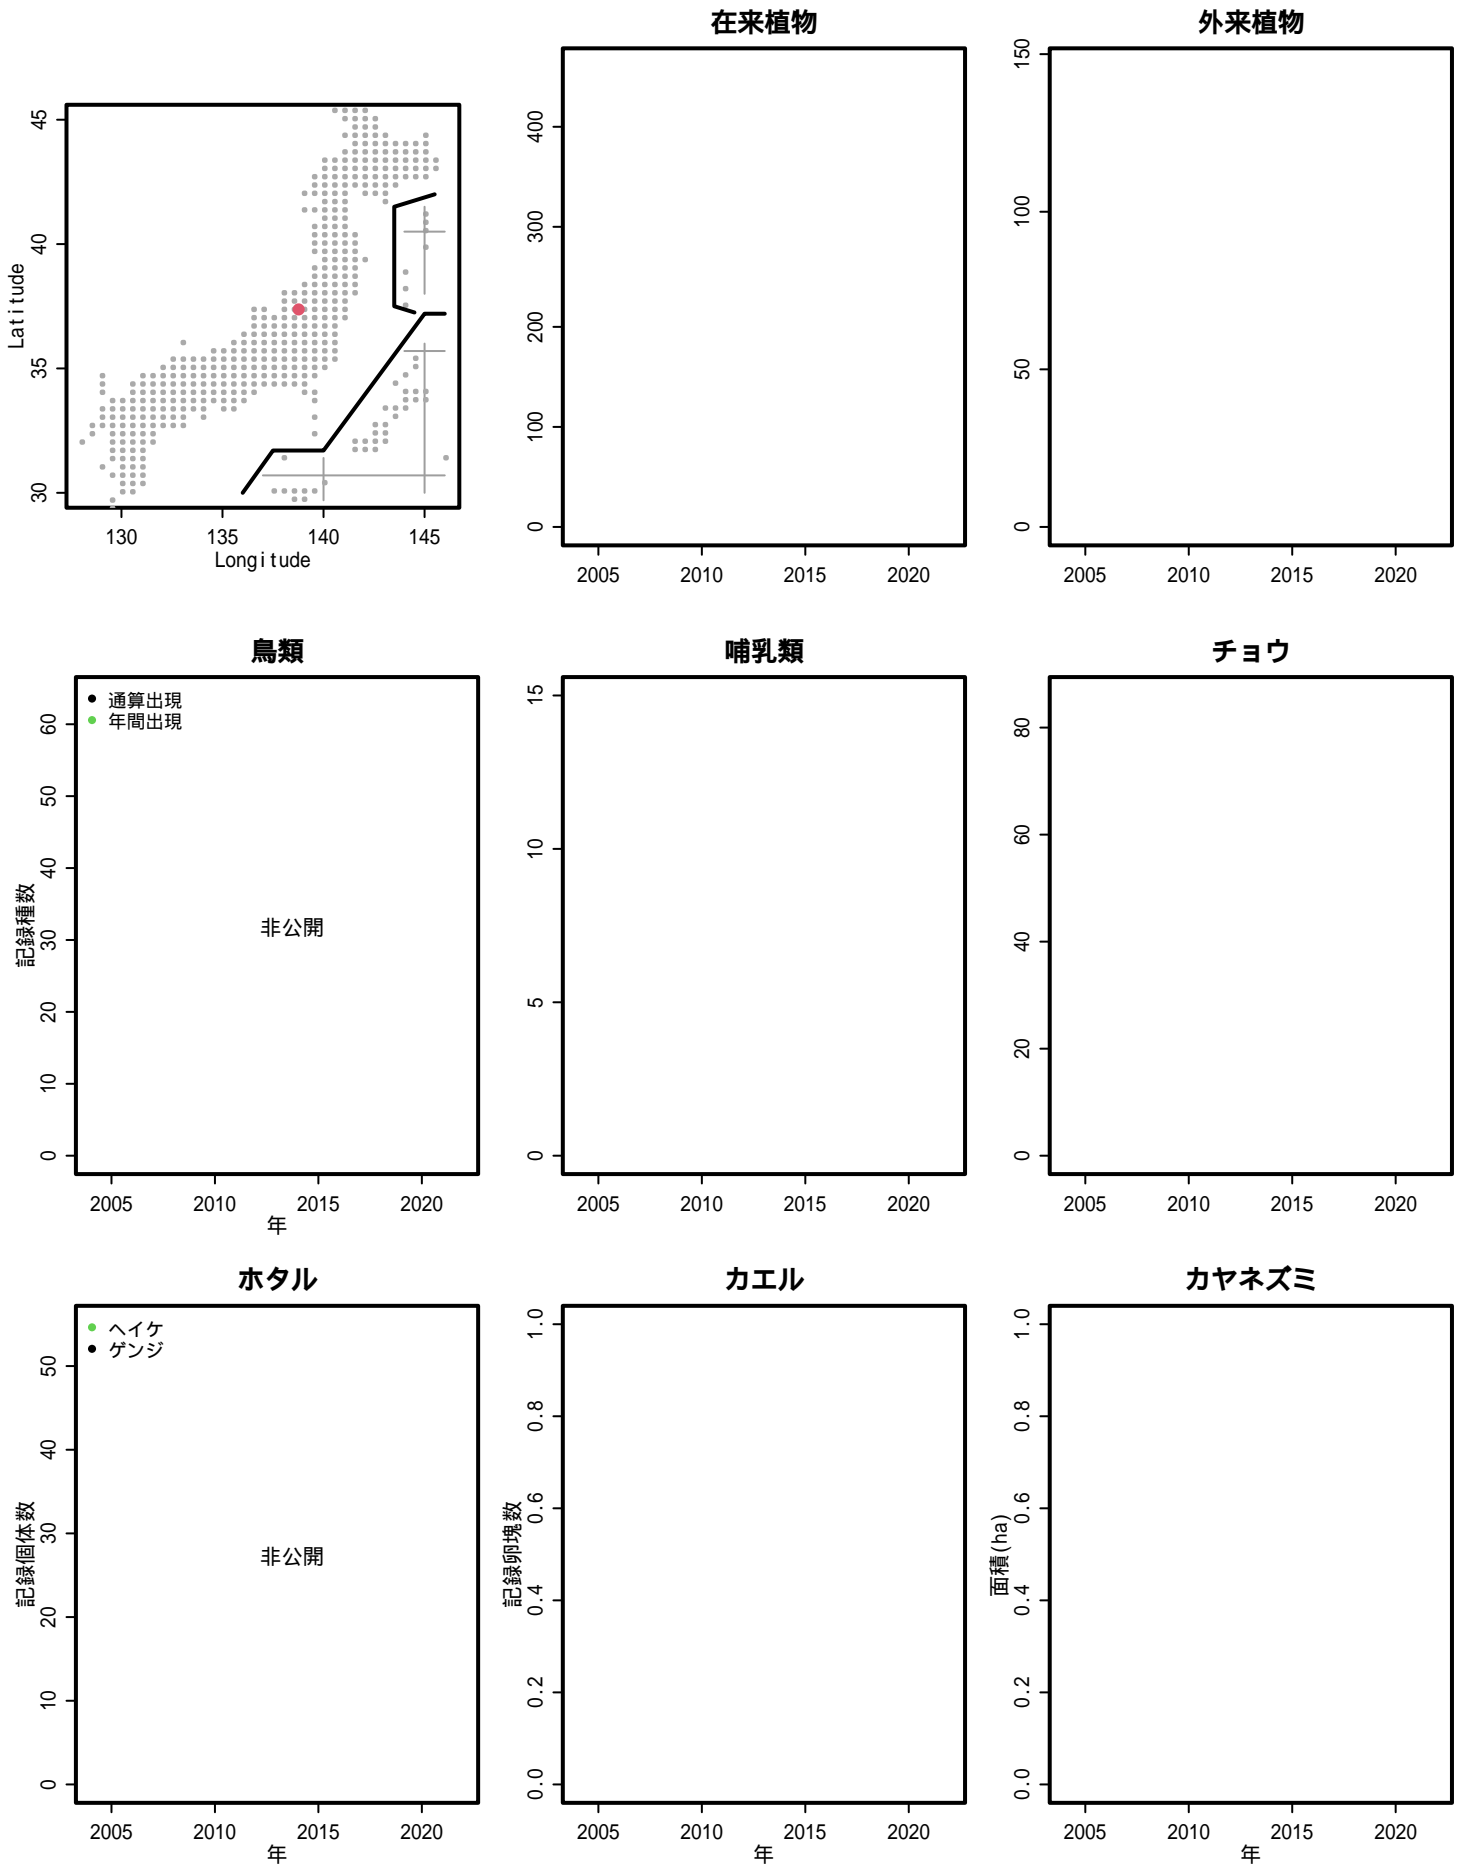 在来植物
外来植物
45
40
35
30
Latitude
130 135 140 145
Longitude
400
300
200
100
0
2005 2010 2015 2020
150
100
50
0
2005 2010 2015 2020
鳥類
哺乳類
チョウ
通算出現
年間出現
非公開
記録種数
60
50
40
30
20
10
0
2005 2010 2015 2020
年
15
10
5
0
2005 2010 2015 2020
80
60
40
20
0
2005 2010 2015 2020
ホタル
カエル
カヤネズミ
ヘイケ
ゲンジ
非公開
記録個体数
50
40
30
20
10
0
2005 2010 2015 2020
年
記録卵塊数
1.0
0.8
0.6
0.4
0.2
0.0
2005 2010 2015 2020
年
面積(ha)
1.0
0.8
0.6
0.4
0.2
0.0
2005 2010 2015 2020
年